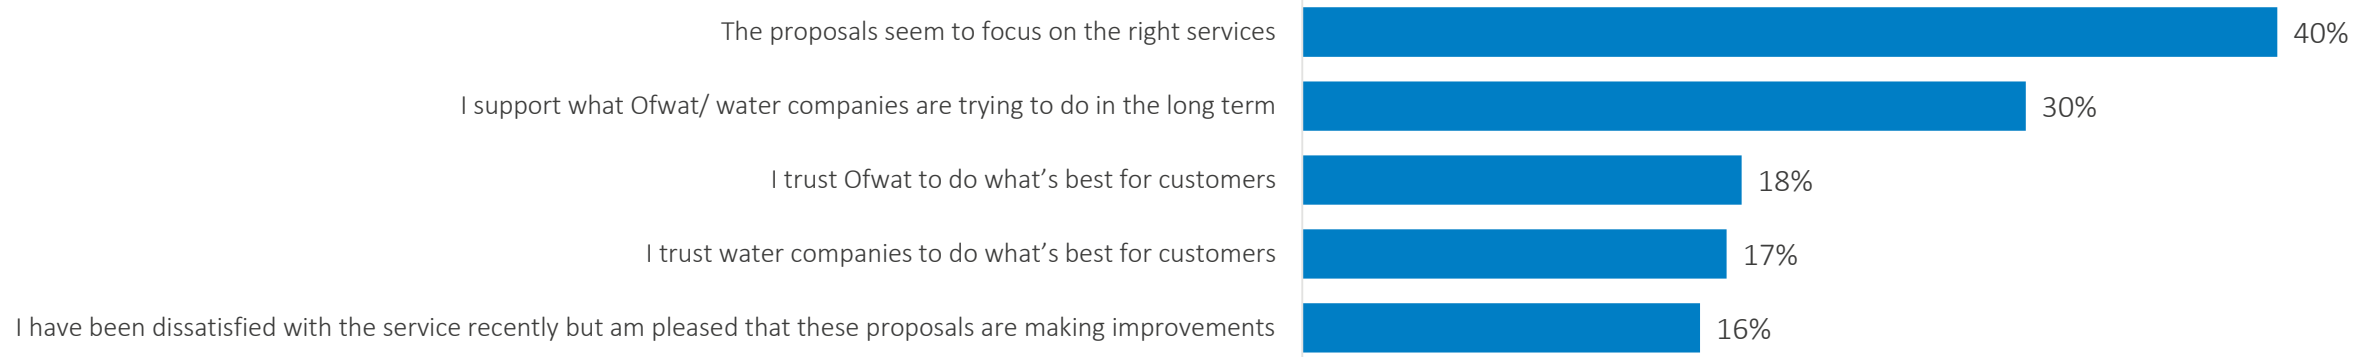 The proposals seem to focus on the right services 40%
I support what Ofwat/ water companies are trying to do in the long term 30%
I trust Ofwat to do what’s best for customers 18%
I trust water companies to do what’s best for customers 17%
I have been dissatisfied with the service recently but am pleased that these proposals are making improvements 16%